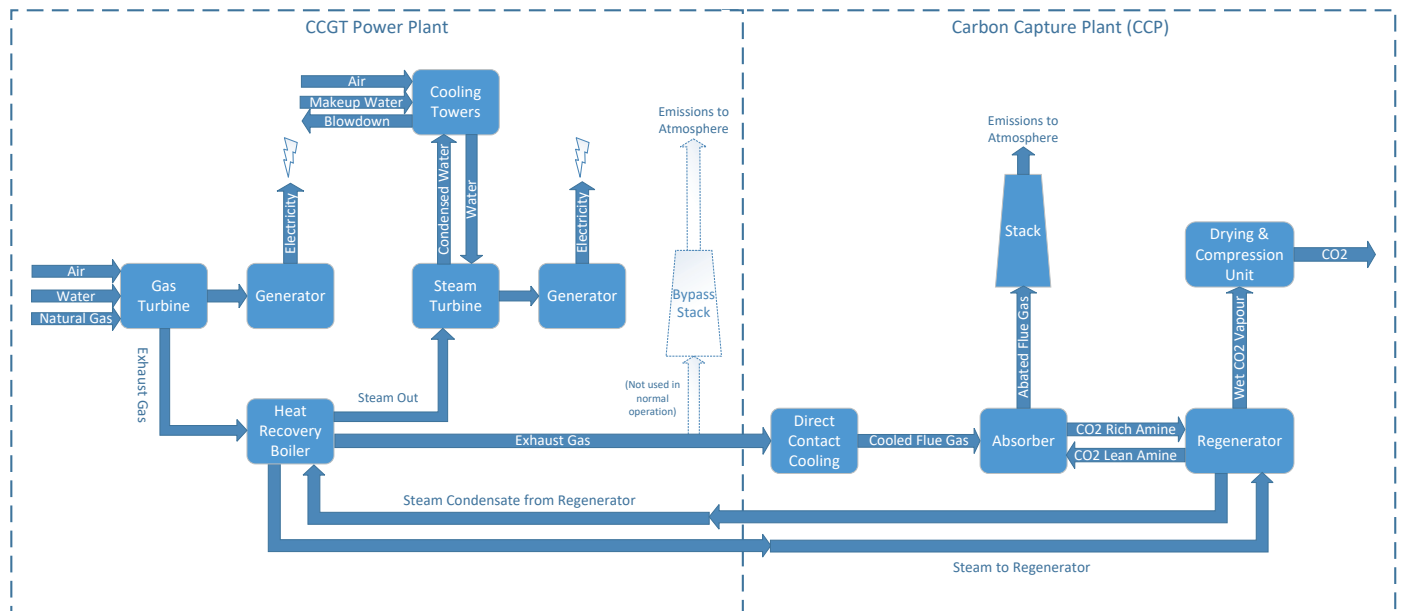 CCGT Power Plant
Carbon Capture Plant (CCP)
Air
Makeup Water
Blowdown
Cooling
Towers
Emissions to
Atmosphere
Emissions to
Atmosphere
Electricity
Condensed Water
Water
Electricity
Stack
Drying &
Compression
Unit
CO2
Air
Water
Natural Gas
Gas
Turbine
Generator
Steam
Turbine
Generator
Bypass
Stack
Exhaust Gas
Abated Flue Gas
Wet CO2 Vapour
(Not used in
normal
operation)
Steam Out
Heat
Recovery
Boiler
Exhaust Gas
Direct
Contact
Cooling
Cooled Flue Gas
Absorber
CO2 Rich Amine
CO2 Lean Amine
Regenerator
Steam Condensate from Regenerator
Steam to Regenerator